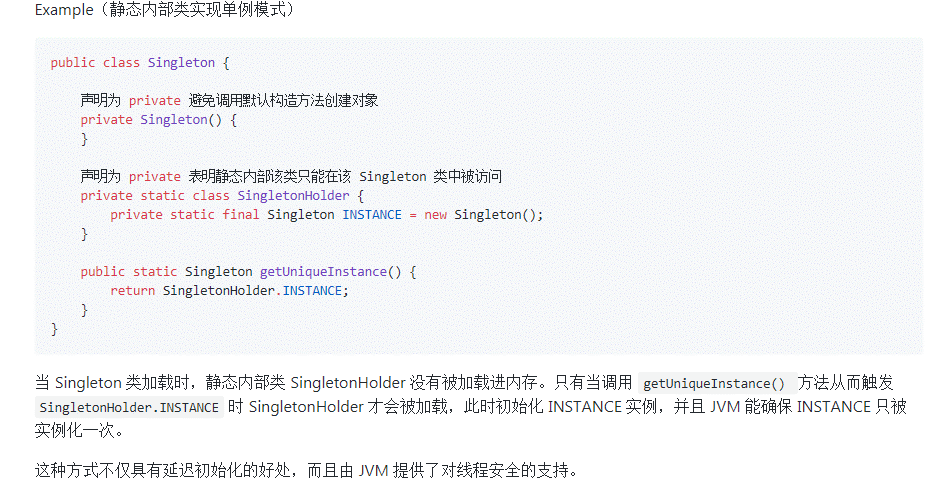 Example（静态内部类实现单例模式）
public class Singleton {
声明为 private 避免调用默认构造方法创建对象
private Singleton() {
}
声明为 private 表明静态内部该类只能在该 Singleton 类中被访问
private static class SingletonHolder {
private static final Singleton INSTANCE = new Singleton();
}
public static Singleton getUniqueInstance() {
return SingletonHolder.INSTANCE;
}
}
当 Singleton 类加载时，静态内部类 SingletonHolder 没有被加载进内存。只有当调用 getUniqueInstance() 方法从而触发
SingletonHolder.INSTANCE 时 SingletonHolder 才会被加载，此时初始化 INSTANCE 实例，并且 JVM 能确保 INSTANCE 只被
实例化一次。
这种方式不仅具有延迟初始化的好处，而且由 JVM 提供了对线程安全的支持。